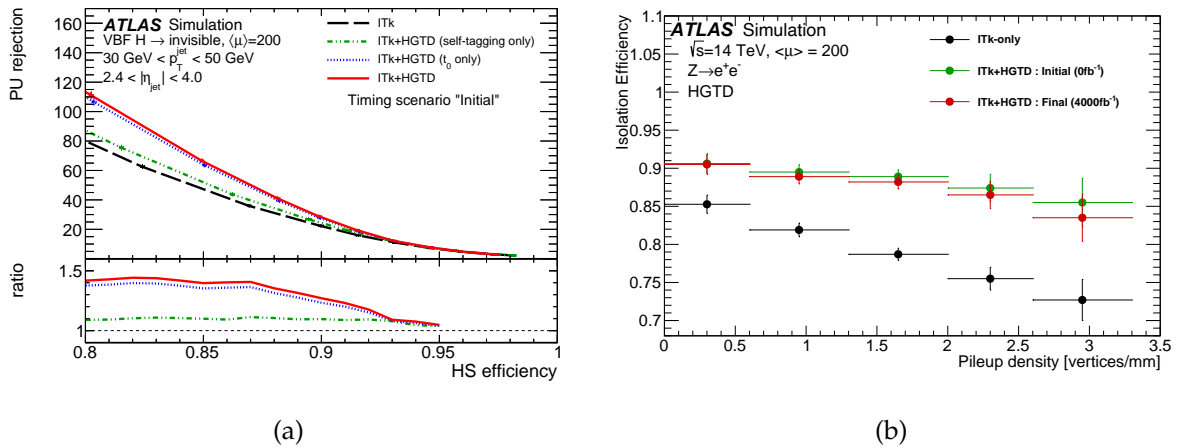 PU rejection
160
140
120
100
80
60
40
20
ATLAS Simulation
VBF H → invisible, ⟨μ⟩=200
30 GeV < p_T^jet < 50 GeV
2.4 < |η_jet| < 4.0
ITk
ITk+HGTD (self-tagging only)
ITk+HGTD (t₀ only)
ITk+HGTD
Timing scenario "Initial"
ratio
1.5
1
0.8 0.85 0.9 0.95 1
HS efficiency
(a)
Isolation Efficiency
1.1
1.05
1
0.95
0.9
0.85
0.8
0.75
0.7
ATLAS Simulation
√s=14 TeV, <μ> = 200
Z→e⁺e⁻
HGTD
ITk-only
ITk+HGTD : Initial (0fb⁻¹)
ITk+HGTD : Final (4000fb⁻¹)
0 0.5 1 1.5 2 2.5 3 3.5
Pileup density [vertices/mm]
(b)